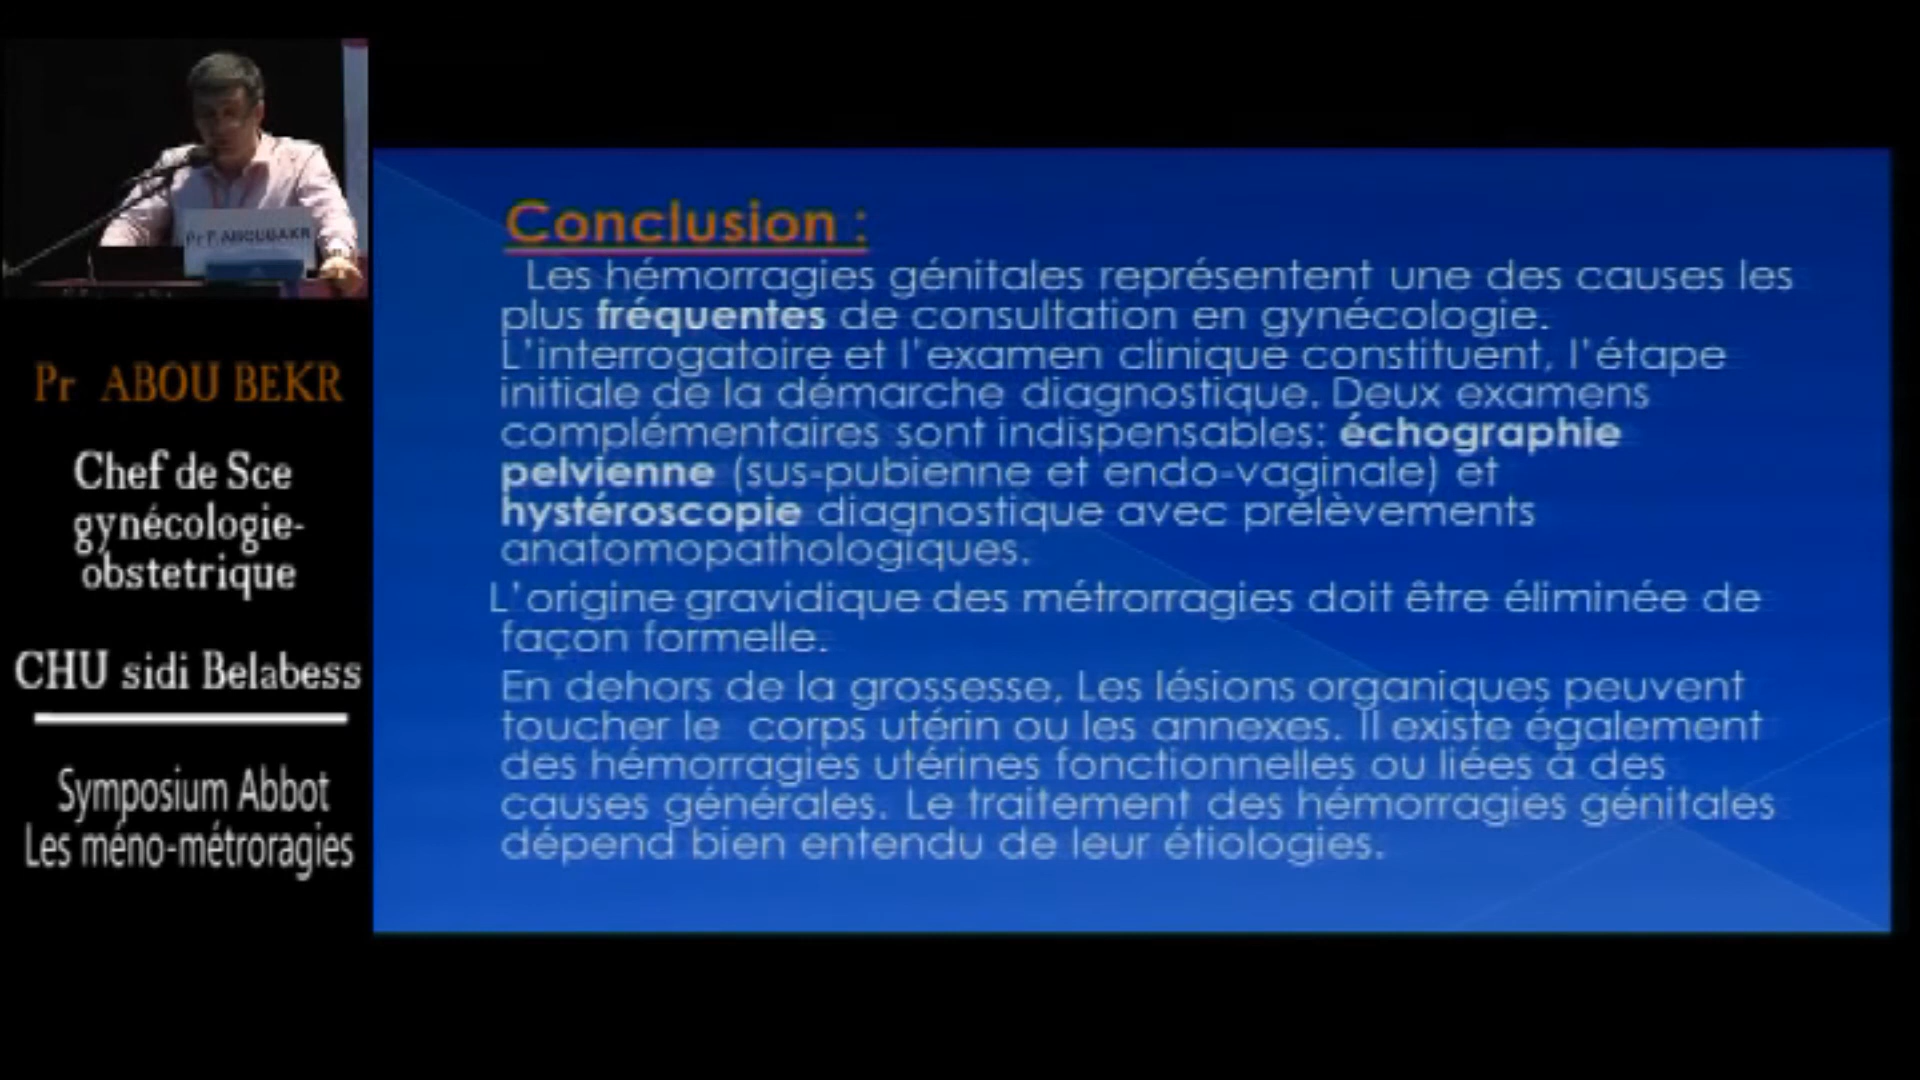 Pr F. ABOUBAKR
Pr ABOU BEKR
Chef de Sce
gynécologie-
obstetrique
CHU sidi Belabess
Symposium Abbot
Les méno-métroragies
Conclusion :
Les hémorragies génitales représentent une des causes les
plus fréquentes de consultation en gynécologie.
L'interrogatoire et l'examen clinique constituent, l'étape
initiale de la démarche diagnostique. Deux examens
complémentaires sont indispensables: échographie
pelvienne (sus-pubienne et endo-vaginale) et
hystéroscopie diagnostique avec prélèvements
anatomopathologiques.
L'origine gravidique des métrorragies doit être éliminée de
façon formelle.
En dehors de la grossesse, Les lésions organiques peuvent
toucher le corps utérin ou les annexes. Il existe également
des hémorragies utérines fonctionnelles ou liées à des
causes générales. Le traitement des hémorragies génitales
dépend bien entendu de leur étiologies.